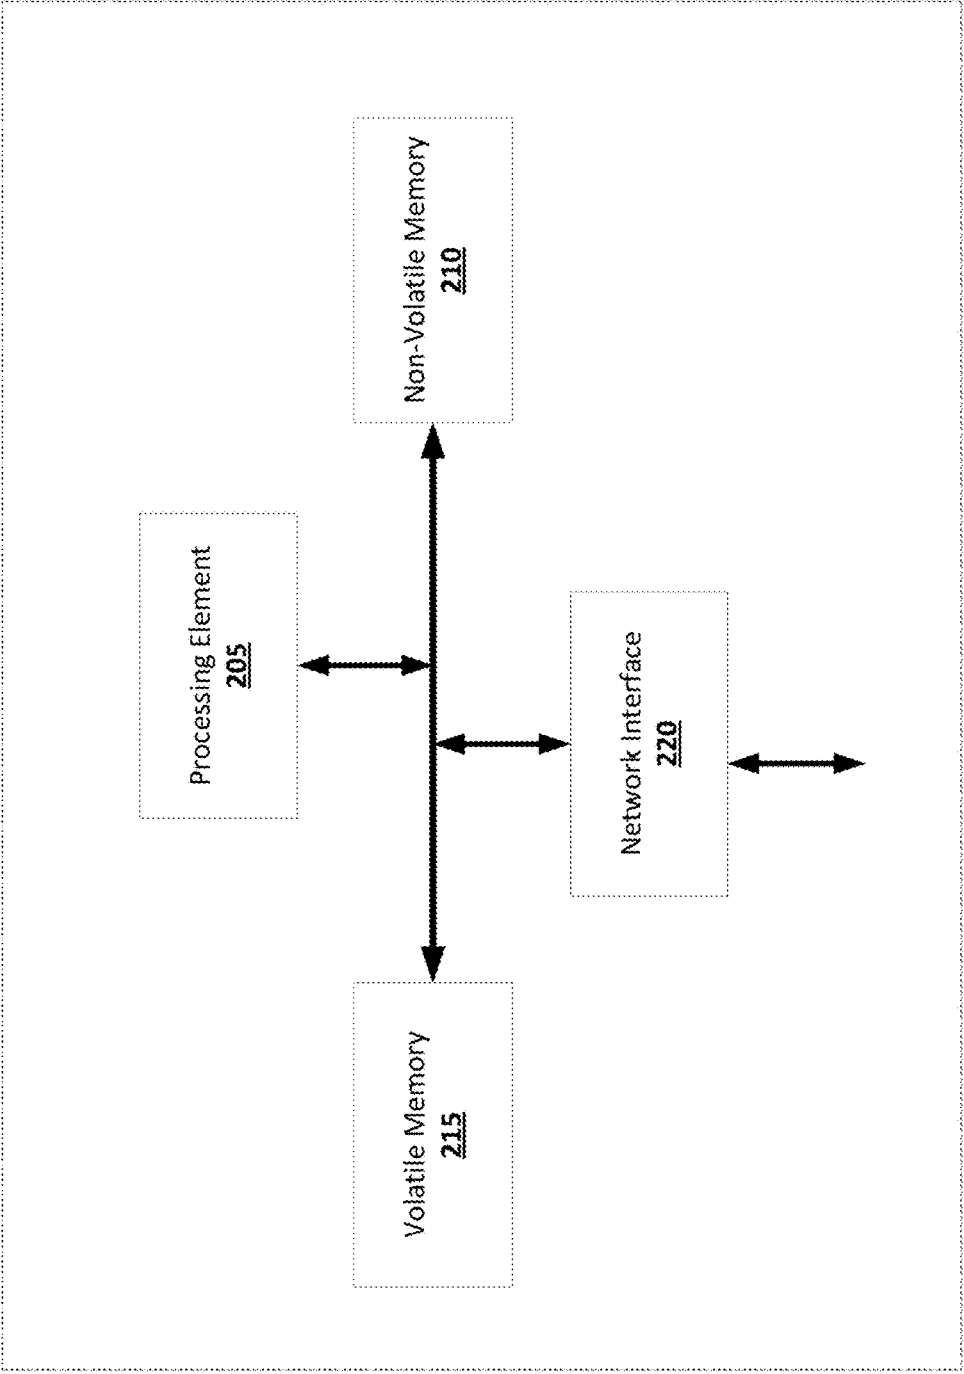 Processing Element
205
Volatile Memory
215
Non-Volatile Memory
210
Network Interface
220